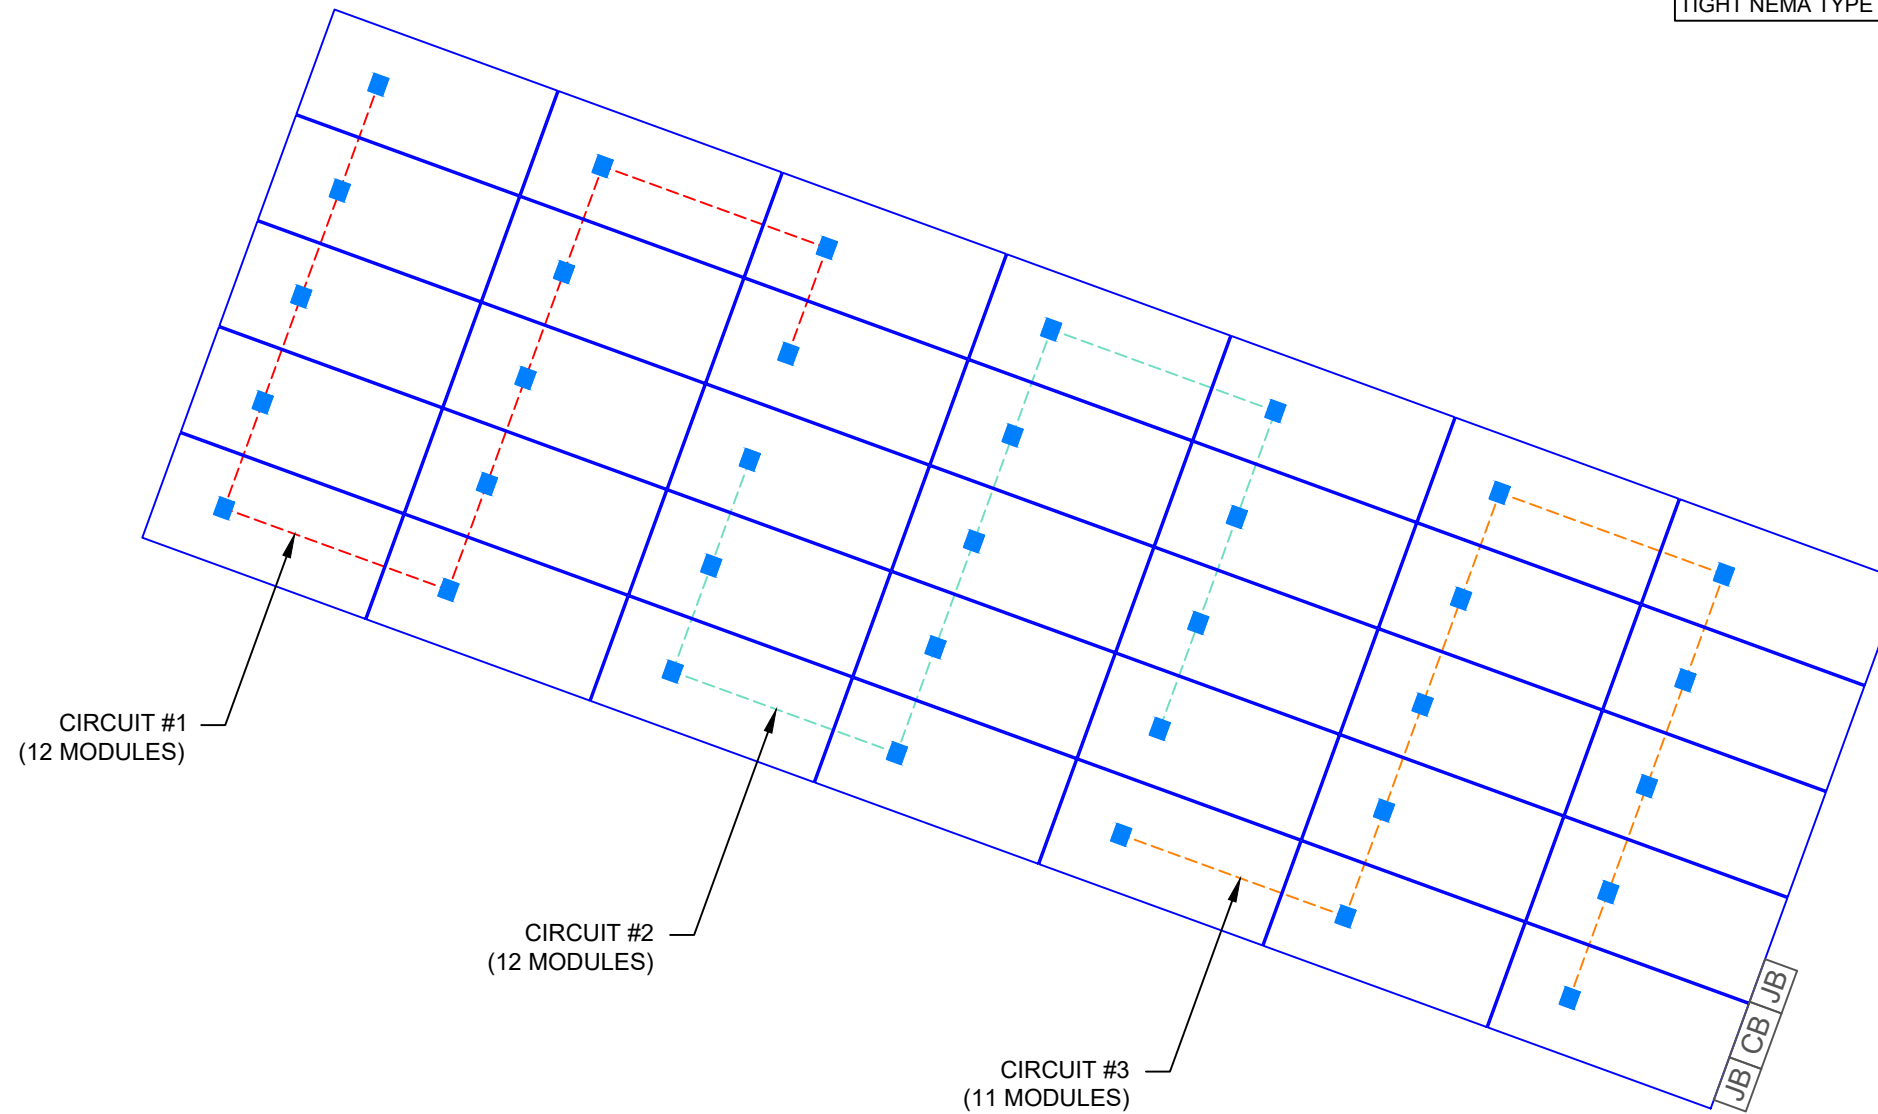 TIGHT NEMA TYPE
CIRCUIT #1
(12 MODULES)
CIRCUIT #2
(12 MODULES)
CIRCUIT #3
(11 MODULES)
JB
CB
JB